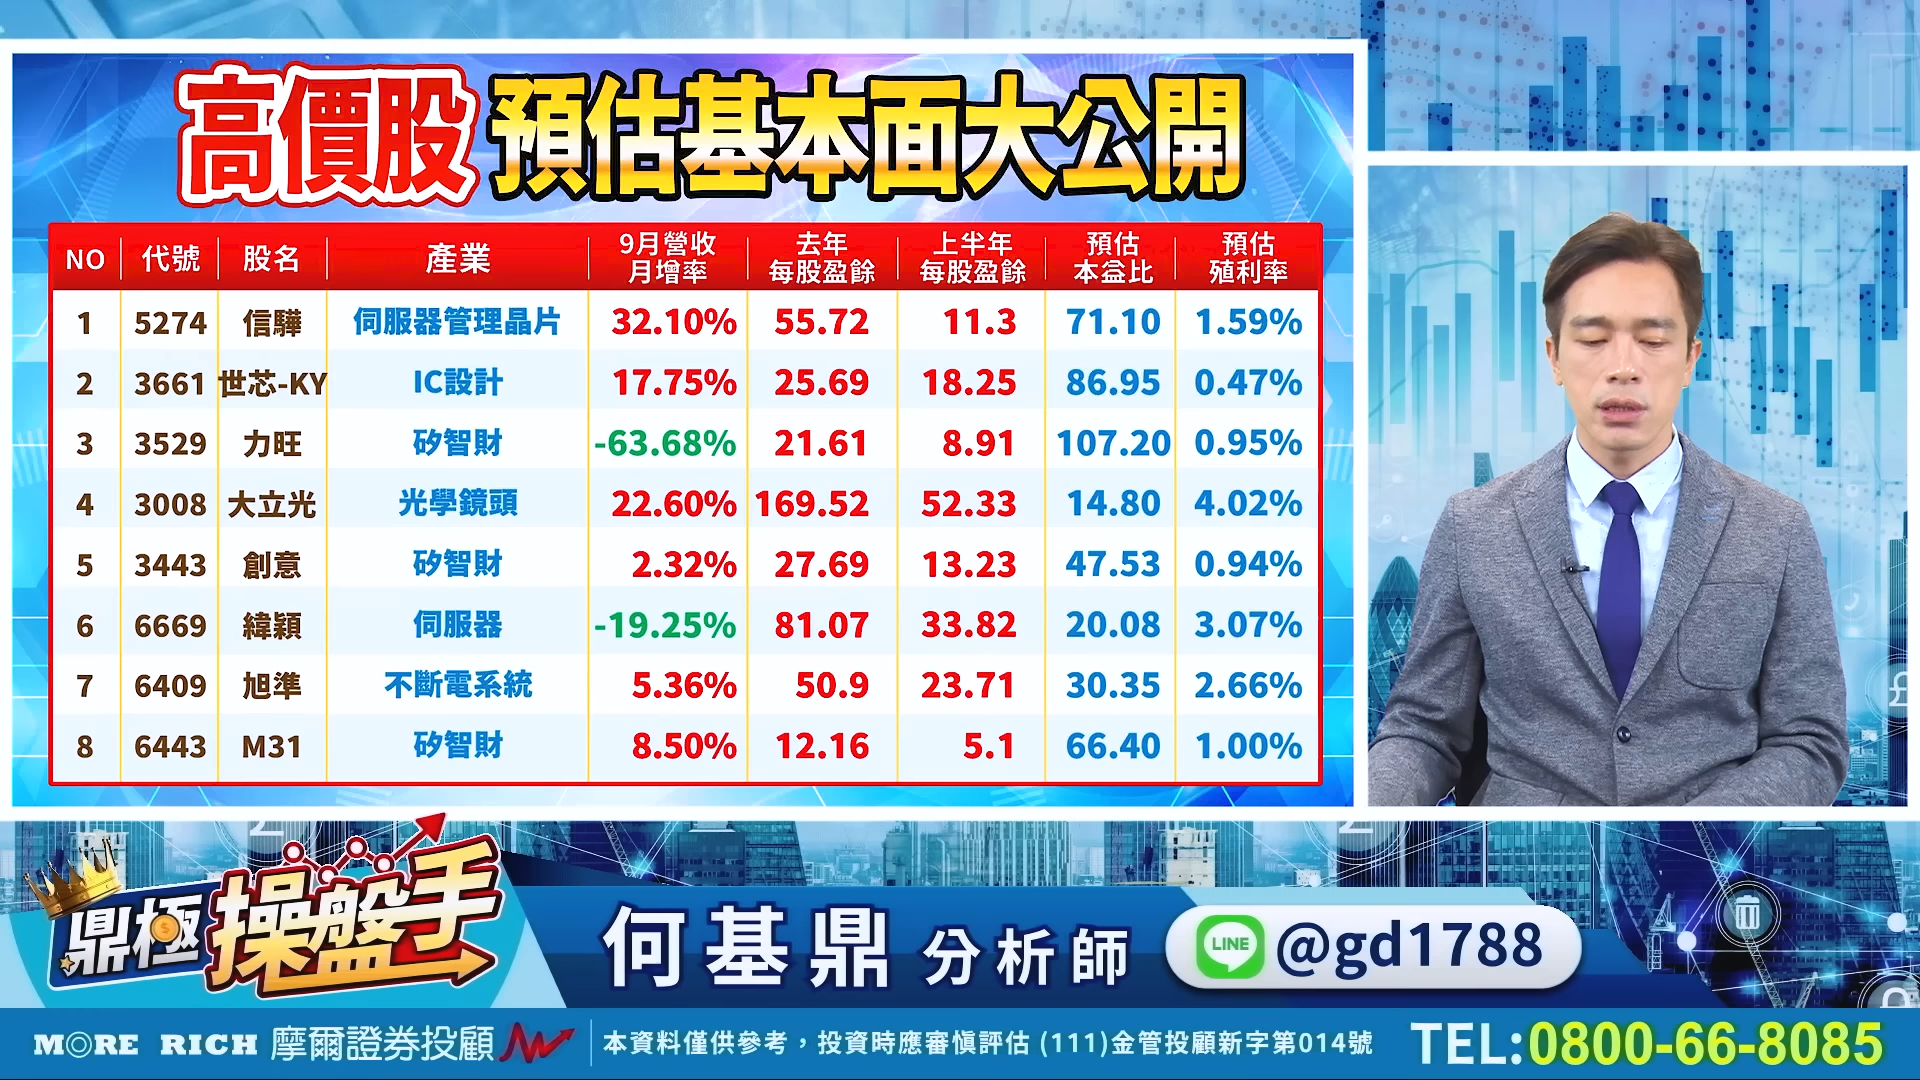 高價股 預估基本面大公開
NO 代號 股名 產業 9月營收月增率 去年每股盈餘 上半年每股盈餘 預估本益比 預估殖利率
1 5274 信驊 伺服器管理晶片 32.10% 55.72 11.3 71.10 1.59%
2 3661 世芯-KY IC設計 17.75% 25.69 18.25 86.95 0.47%
3 3529 力旺 矽智財 -63.68% 21.61 8.91 107.20 0.95%
4 3008 大立光 光學鏡頭 22.60% 169.52 52.33 14.80 4.02%
5 3443 創意 矽智財 2.32% 27.69 13.23 47.53 0.94%
6 6669 緯穎 伺服器 -19.25% 81.07 33.82 20.08 3.07%
7 6409 旭準 不斷電系統 5.36% 50.9 23.71 30.35 2.66%
8 6443 M31 矽智財 8.50% 12.16 5.1 66.40 1.00%
鼎極操盤手
何基鼎 分析師
LINE @gd1788
MORE RICH 摩爾證券投顧
本資料僅供參考，投資時應審慎評估 (111)金管投顧新字第014號
TEL:0800-66-8085